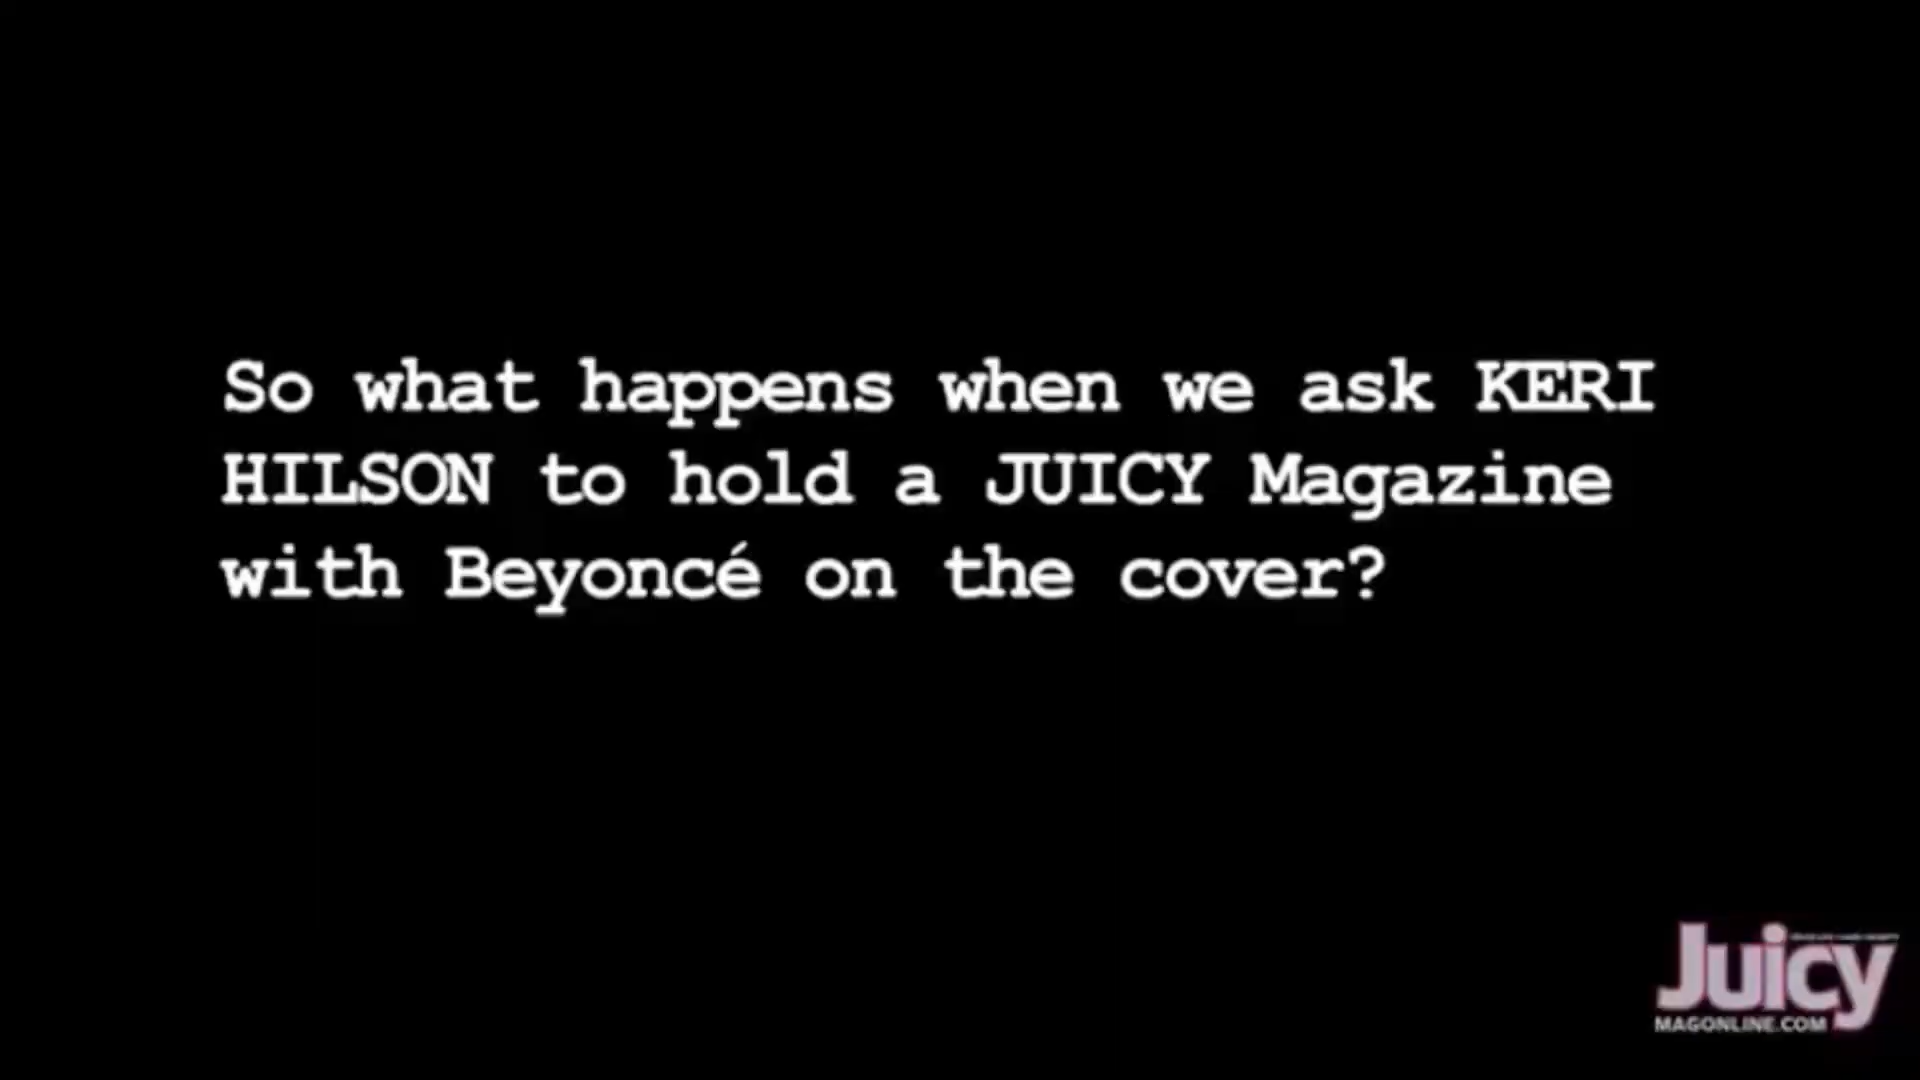 So what happens when we ask KERI
HILSON to hold a JUICY Magazine
with Beyoncé on the cover?
Juicy
MAGONLINE.COM